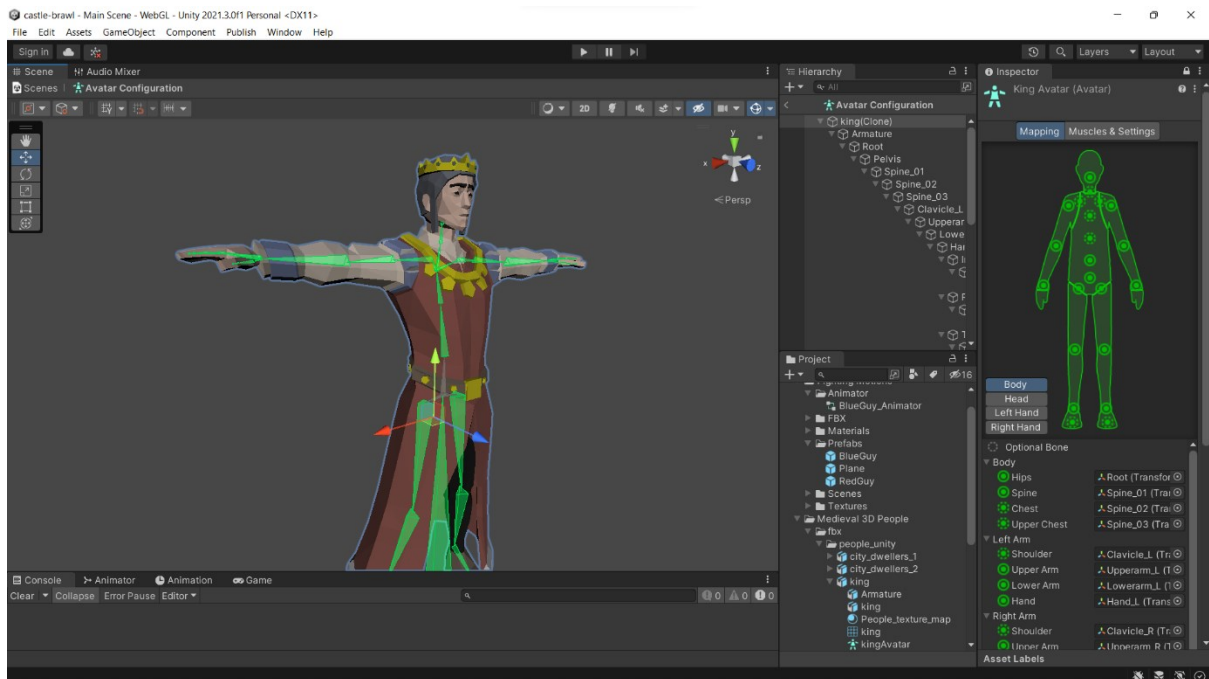 castle-brawl - Main Scene - WebGL - Unity 2021.3.0f1 Personal <DX11>
File Edit Assets GameObject Component Publish Window Help
Sign in
Layers
Layout
Scene
Audio Mixer
Scenes
Avatar Configuration
2D
y
x
z
Persp
Hierarchy
All
Avatar Configuration
king(Clone)
Armature
Root
Pelvis
Spine_01
Spine_02
Spine_03
Clavicle_L
Upperar
Lowe
Har
Project
16
Animator
BlueGuy_Animator
FBX
Materials
Prefabs
BlueGuy
Plane
RedGuy
Scenes
Textures
Medieval 3D People
fbx
people_unity
city_dwellers_1
city_dwellers_2
king
Armature
king
People_texture_map
king
kingAvatar
Inspector
King Avatar (Avatar)
Mapping
Muscles & Settings
Body
Head
Left Hand
Right Hand
Optional Bone
Body
Hips Root (Transfor
Spine Spine_01 (Trai
Chest Spine_02 (Trai
Upper Chest Spine_03 (Tra
Left Arm
Shoulder Clavicle_L (Tr
Upper Arm Upperarm_L (T
Lower Arm Lowerarm_L (T
Hand Hand_L (Trans
Right Arm
Shoulder Clavicle_R (Tr
Upper Arm Upperarm_R (T
Asset Labels
Console
Animator
Animation
Game
Clear Collapse Error Pause Editor
0 0 0